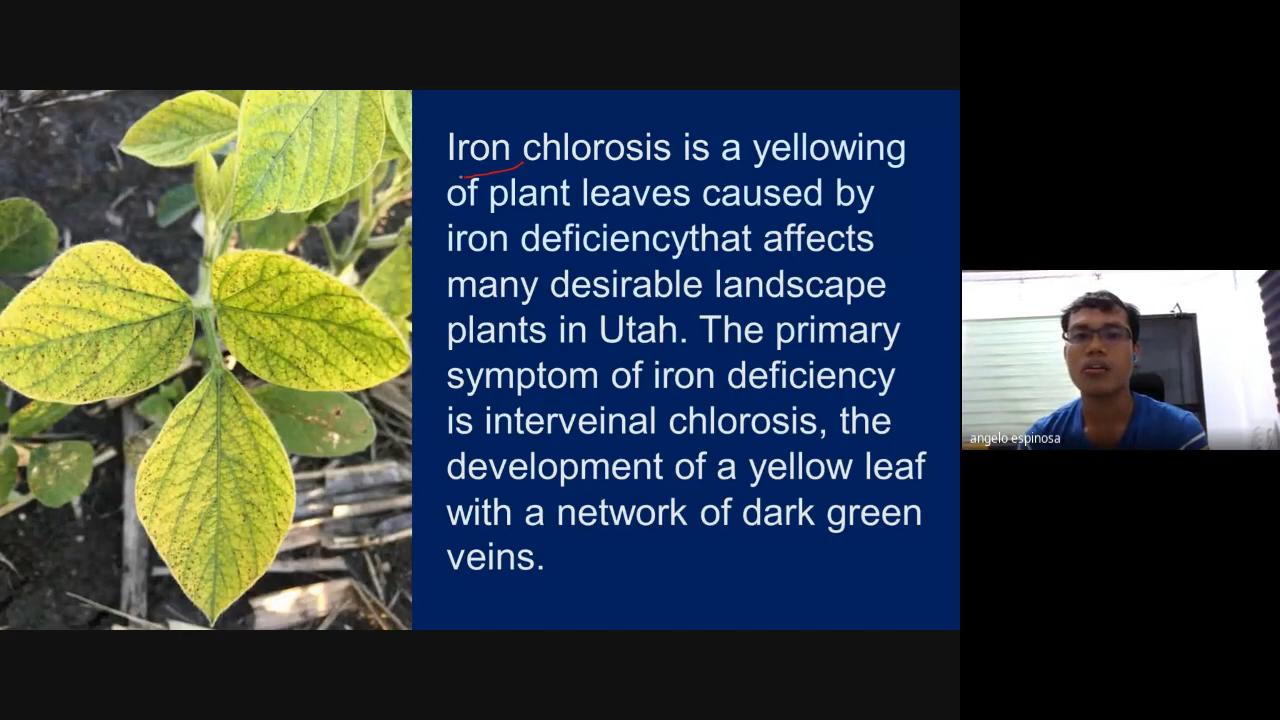 Iron chlorosis is a yellowing
of plant leaves caused by
iron deficiencythat affects
many desirable landscape
plants in Utah. The primary
symptom of iron deficiency
is interveinal chlorosis, the
development of a yellow leaf
with a network of dark green
veins.
angelo espinosa